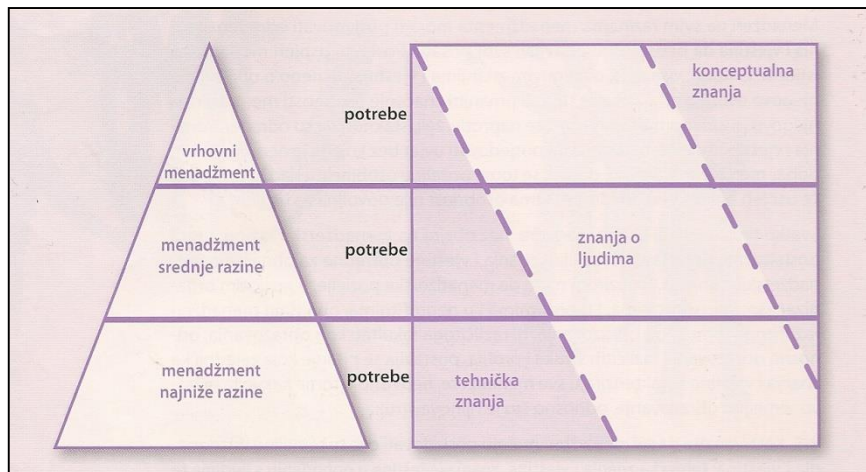 konceptualna
znanja
potrebe
vrhovni
menadžment
potrebe
znanja o
ljudima
menadžment
srednje razine
potrebe
tehnička
znanja
menadžment
najniže razine